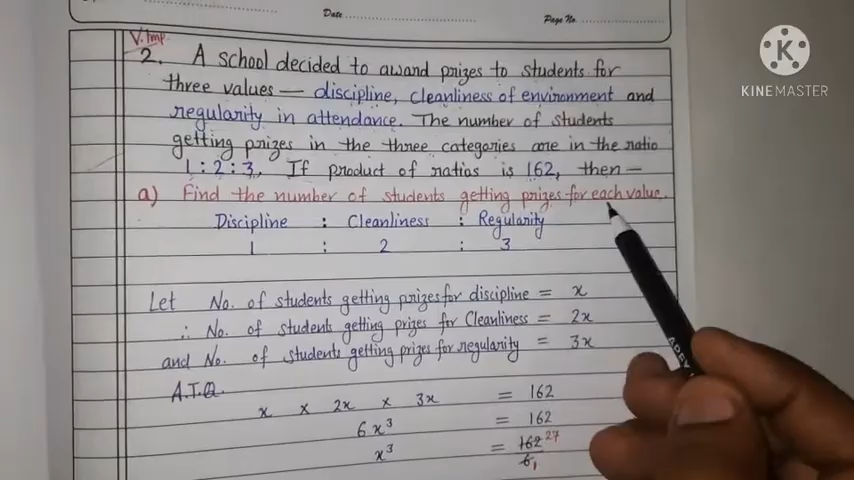 Date
Page No.
KINEMASTER
V. Imp
2. A school decided to award prizes to students for
three values — discipline, cleanliness of environment and
regularity in attendance. The number of students
getting prizes in the three categories are in the ratio
1 : 2 : 3. If product of ratios is 162, then —
a) Find the number of students getting prizes for each value.
Discipline : Cleanliness : Regularity
1 : 2 : 3
Let No. of students getting prizes for discipline = x
∴ No. of students getting prizes for Cleanliness = 2x
and No. of students getting prizes for regularity = 3x
A.T.Q.
x × 2x × 3x = 162
6x³ = 162
x³ = 162 27
6 1